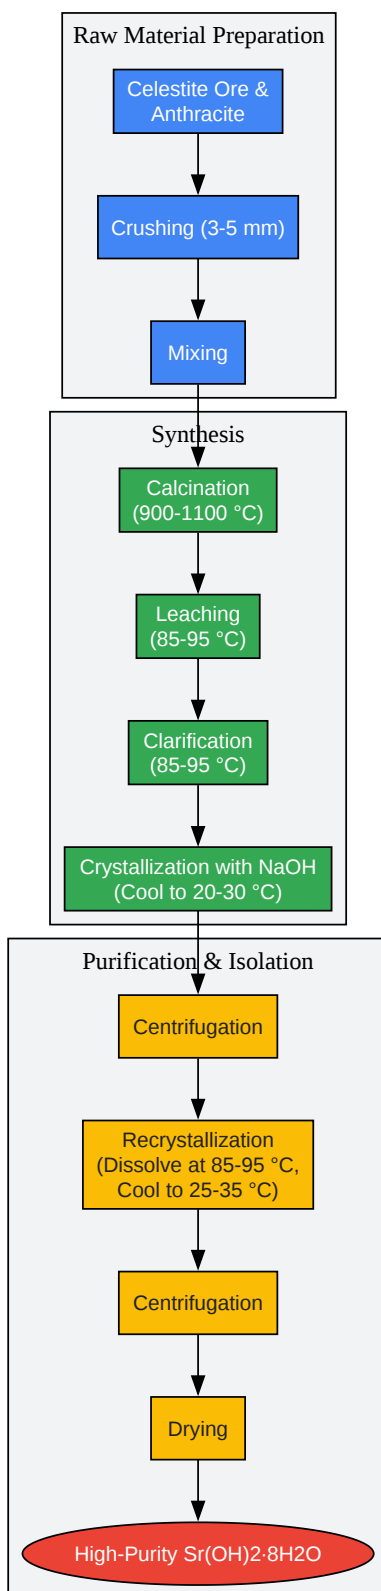 Raw Material Preparation
Celestite Ore &
Anthracite
Crushing (3-5 mm)
Mixing
Synthesis
Calcination
(900-1100 °C)
Leaching
(85-95 °C)
Clarification
(85-95 °C)
Crystallization with NaOH
(Cool to 20-30 °C)
Purification & Isolation
Centrifugation
Recrystallization
(Dissolve at 85-95 °C,
Cool to 25-35 °C)
Centrifugation
Drying
High-Purity Sr(OH)2·8H2O